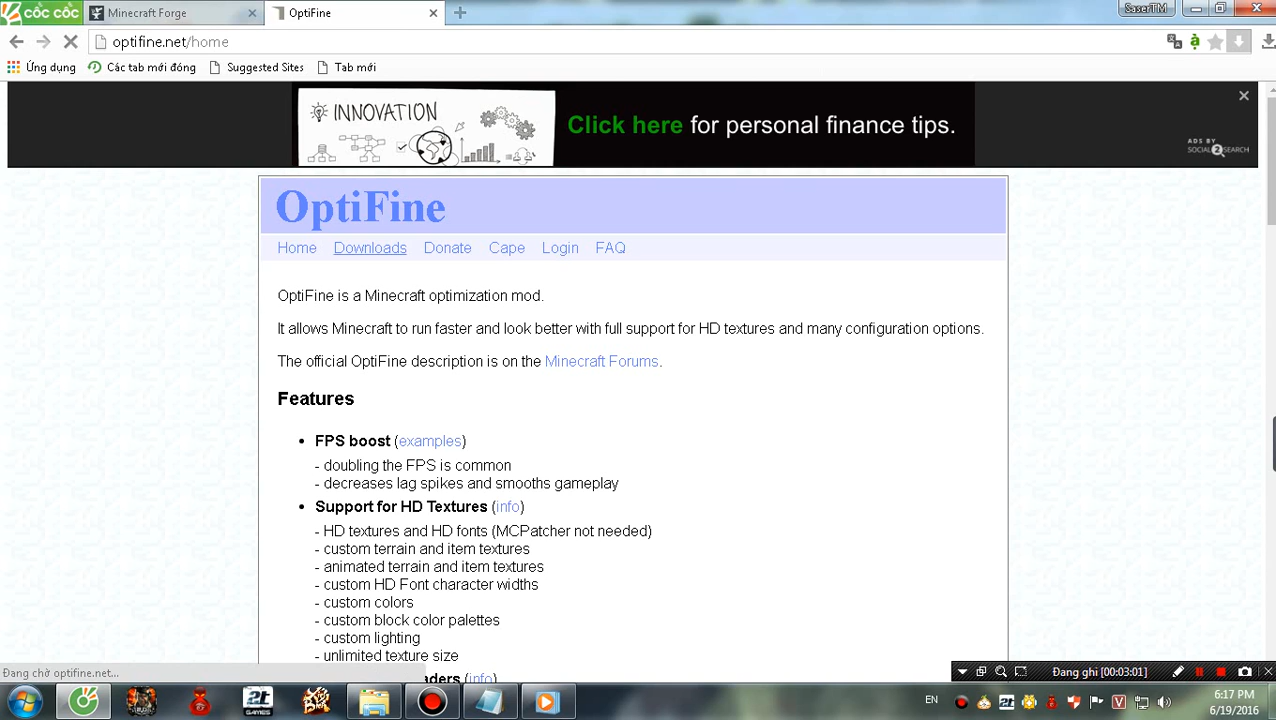 CỐC CỐC
Minecraft Forge
OptiFine
SaserTM
optifine.net/home
Ứng dụng
Các tab mới đóng
Suggested Sites
Tab mới
INNOVATION
Click here for personal finance tips.
ADS BY
SOCIAL2SEARCH
OptiFine
Home Downloads Donate Cape Login FAQ
OptiFine is a Minecraft optimization mod.
It allows Minecraft to run faster and look better with full support for HD textures and many configuration options.
The official OptiFine description is on the Minecraft Forums.
Features
• FPS boost (examples)
- doubling the FPS is common
- decreases lag spikes and smooths gameplay
• Support for HD Textures (info)
- HD textures and HD fonts (MCPatcher not needed)
- custom terrain and item textures
- animated terrain and item textures
- custom HD Font character widths
- custom colors
- custom block color palettes
- custom lighting
- unlimited texture size
aders (info)
Đang chờ optifine.net...
Đang ghi [00:03:01]
2t
GAMES
EN
6:17 PM
6/19/2016